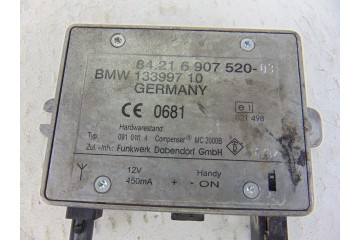 84.21 6 907 520-03
BMW 133997 10
GERMANY
CE 0681
e1
021 498
Hardwarestand:
Typ: 091 0411 4 Compenser MC 2000B
Zul.-Inh.: Funkwerk Dabendorf GmbH
12V Handy
450mA + - ON